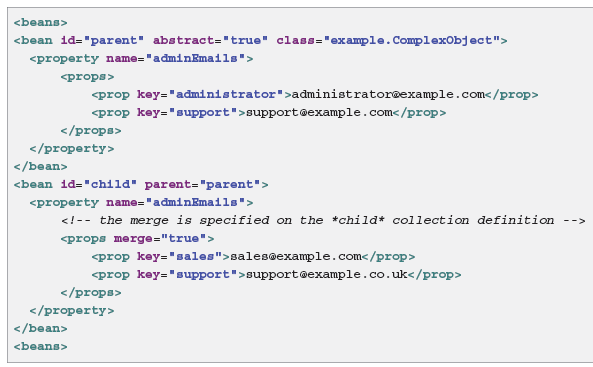 <beans>
<bean id="parent" abstract="true" class="example.ComplexObject">
<property name="adminEmails">
<props>
<prop key="administrator">administrator@example.com</prop>
<prop key="support">support@example.com</prop>
</props>
</property>
</bean>
<bean id="child" parent="parent">
<property name="adminEmails">
<!-- the merge is specified on the *child* collection definition -->
<props merge="true">
<prop key="sales">sales@example.com</prop>
<prop key="support">support@example.co.uk</prop>
</props>
</property>
</bean>
<beans>